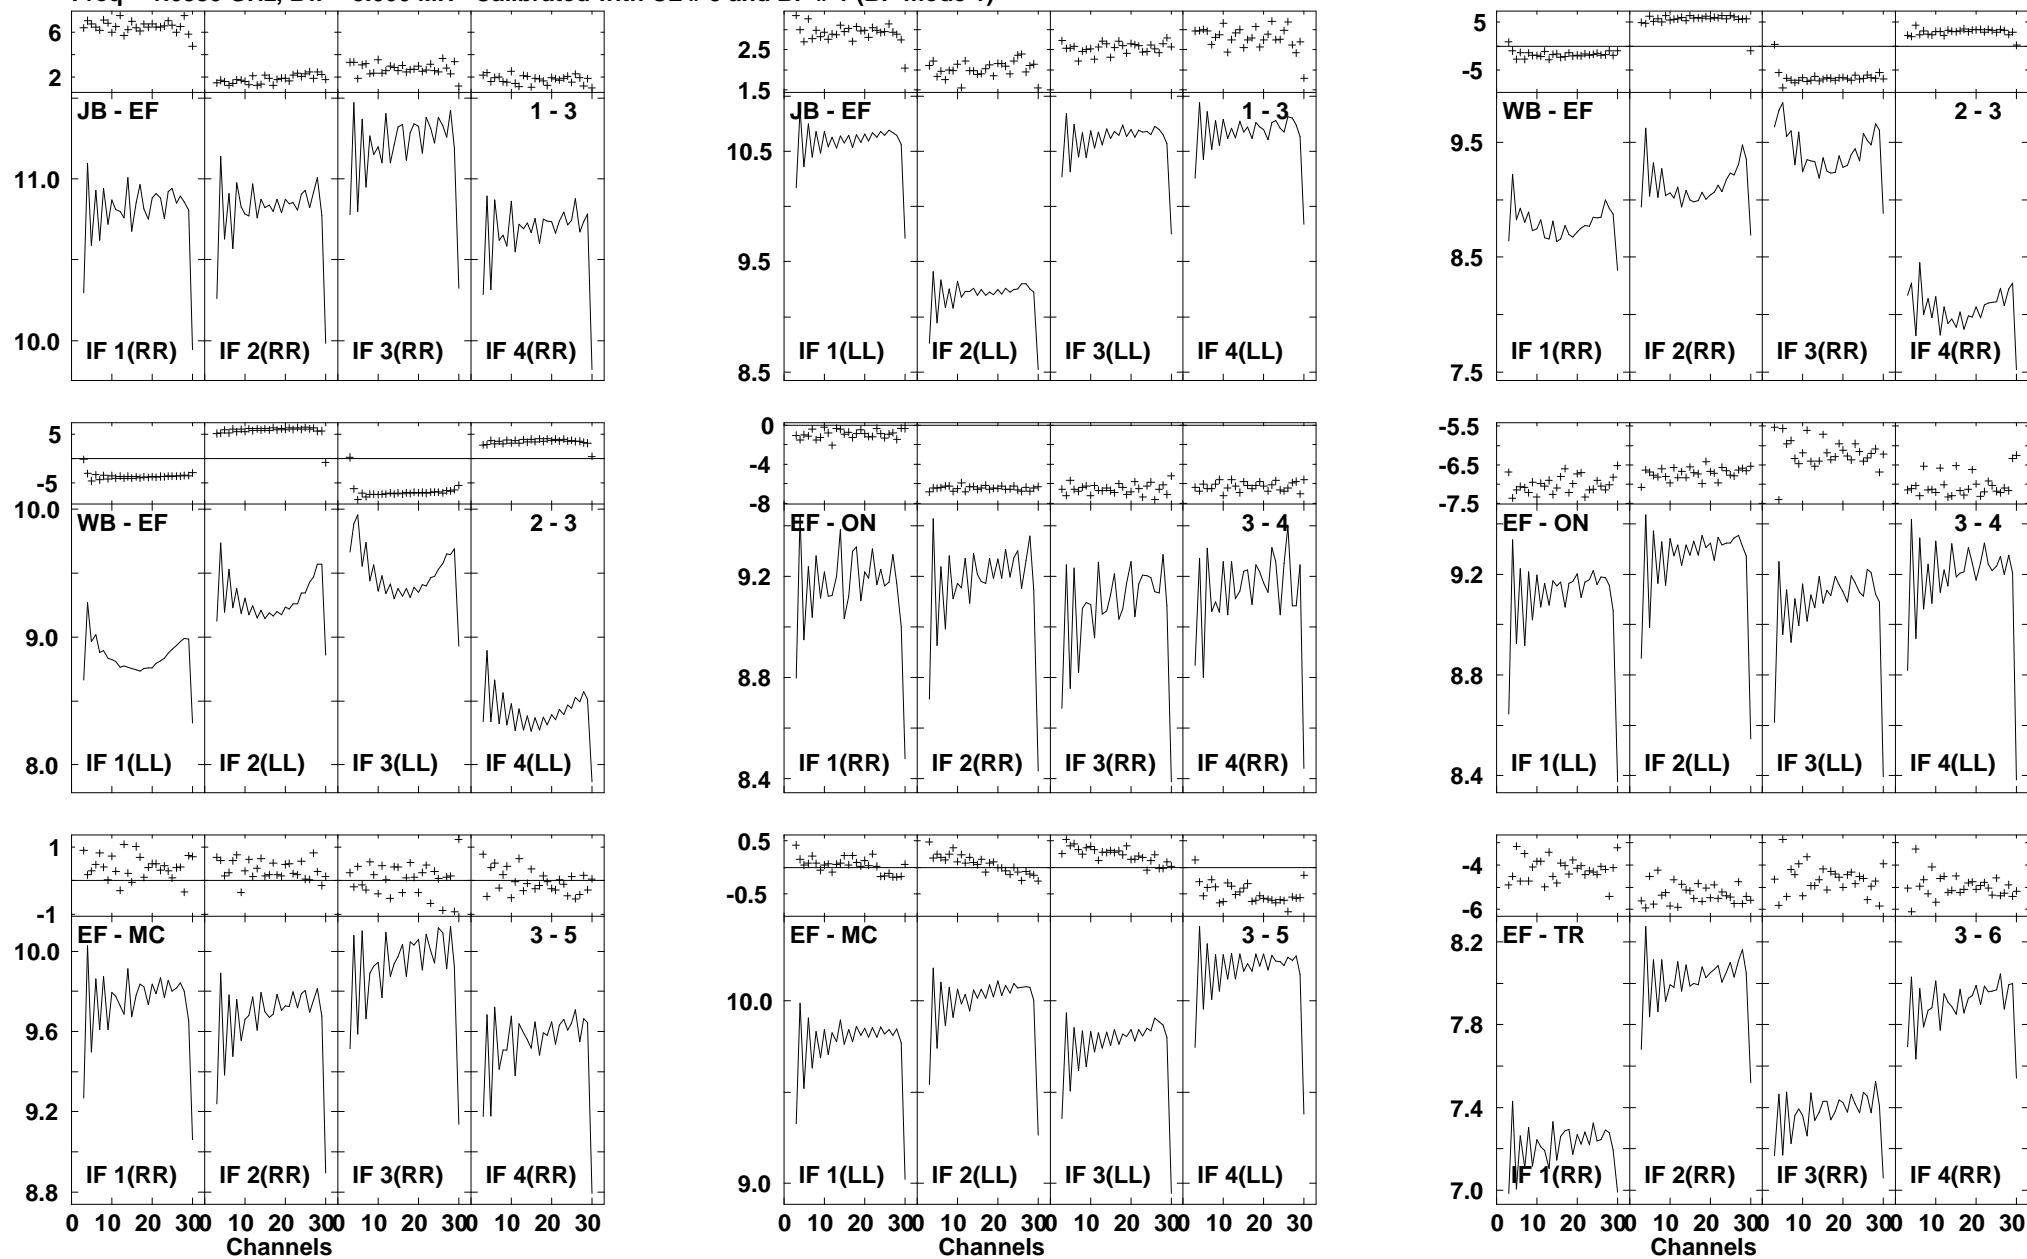 6 2.5 5
2 1.5 -5
JB - EF 1 - 3 JB - EF 1 - 3 WB - EF 2 - 3
11.0 10.5 9.5
10.0 9.5 8.5
IF 1(RR) IF 2(RR) IF 3(RR) IF 4(RR) IF 1(LL) IF 2(LL) IF 3(LL) IF 4(LL) IF 1(RR) IF 2(RR) IF 3(RR) IF 4(RR)
8.5 7.5
5 0 -5.5
-5 -4 -6.5
10.0 -8 -7.5
WB - EF 2 - 3 EF - ON 3 - 4 EF - ON 3 - 4
9.0 9.2 9.2
8.8 8.8
8.0 8.4 8.4
IF 1(LL) IF 2(LL) IF 3(LL) IF 4(LL) IF 1(RR) IF 2(RR) IF 3(RR) IF 4(RR) IF 1(LL) IF 2(LL) IF 3(LL) IF 4(LL)
1 0.5 -4
-1 -0.5 -6
EF - MC 3 - 5 EF - MC 3 - 5 EF - TR 3 - 6
10.0 10.0 8.2
9.6 7.8
9.2 7.4
IF 1(RR) IF 2(RR) IF 3(RR) IF 4(RR) IF 1(LL) IF 2(LL) IF 3(LL) IF 4(LL) IF 1(RR) IF 2(RR) IF 3(RR) IF 4(RR)
8.8 9.0 7.0
0 10 20 30 0 10 20 30 0 10 20 30 0 10 20 30 0 10 20 30 0 10 20 30 0 10 20 30 0 10 20 30 0 10 20 30 0 10 20 30 0 10 20 30 0 10 20 30
Channels Channels Channels